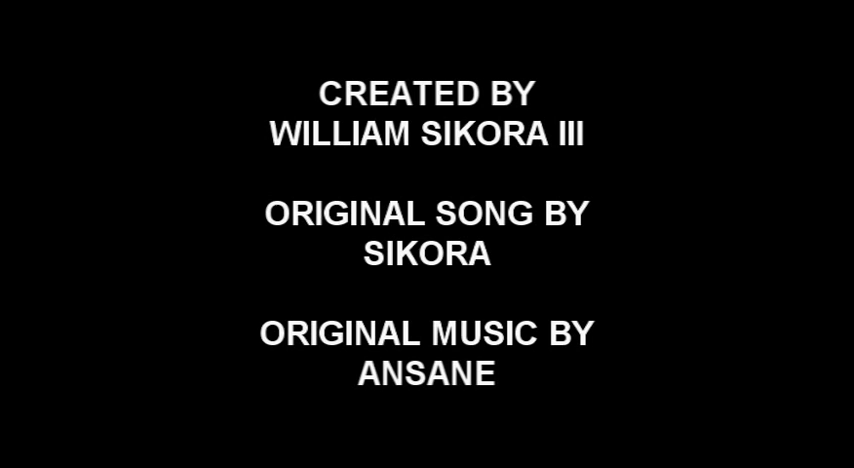 CREATED BY
WILLIAM SIKORA III
ORIGINAL SONG BY
SIKORA
ORIGINAL MUSIC BY
ANSANE